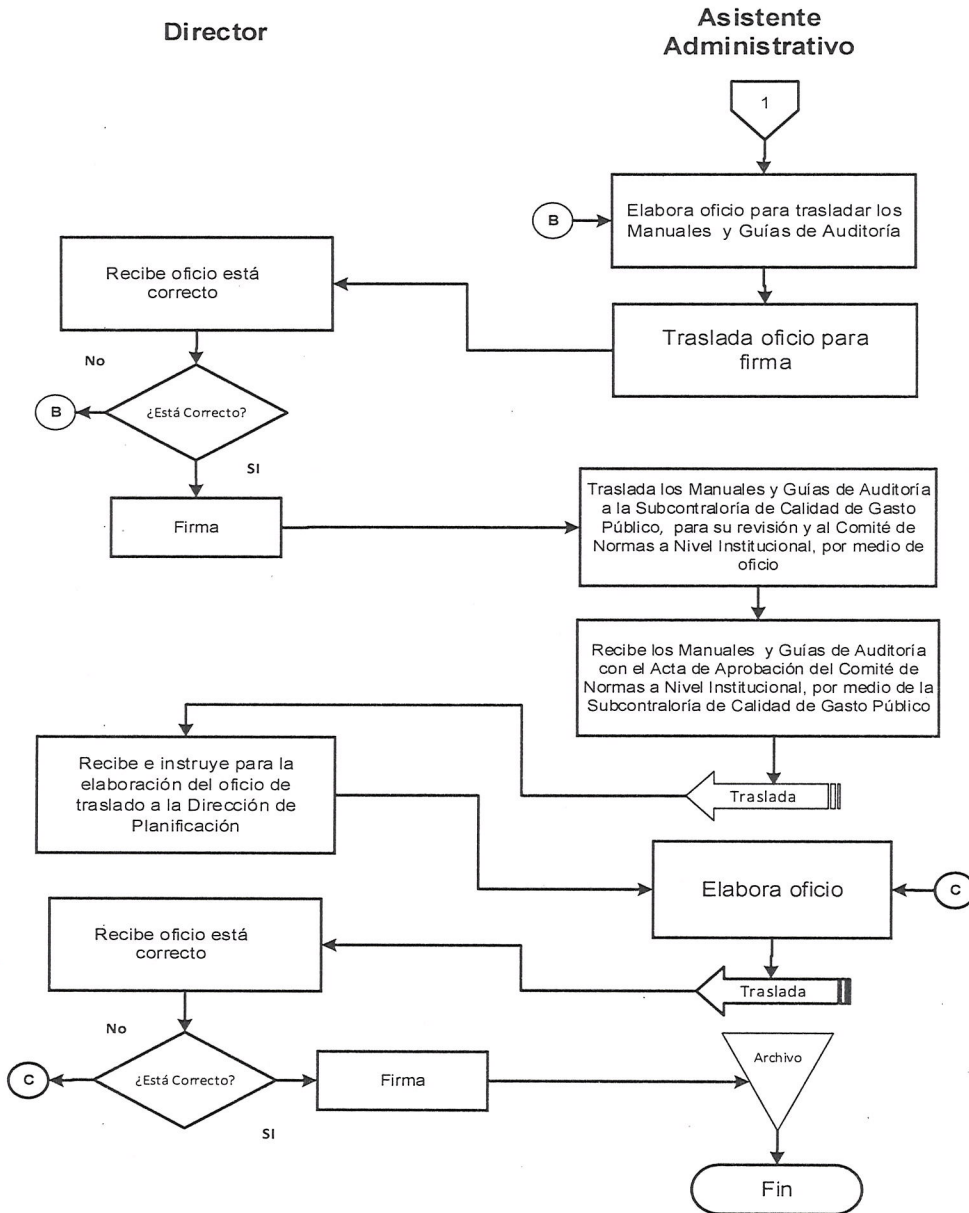 Director
Asistente
Administrativo
1
B
Elabora oficio para trasladar los
Manuales y Guías de Auditoría
Recibe oficio está
correcto
Traslada oficio para
firma
No
B
¿Está Correcto?
SI
Firma
Traslada los Manuales y Guías de Auditoría
a la Subcontraloría de Calidad de Gasto
Público, para su revisión y al Comité de
Normas a Nivel Institucional, por medio de
oficio
Recibe los Manuales y Guías de Auditoría
con el Acta de Aprobación del Comité de
Normas a Nivel Institucional, por medio de la
Subcontraloría de Calidad de Gasto Público
Traslada
Recibe e instruye para la
elaboración del oficio de
traslado a la Dirección de
Planificación
Elabora oficio
C
Recibe oficio está
correcto
Traslada
No
C
¿Está Correcto?
SI
Firma
Archivo
Fin